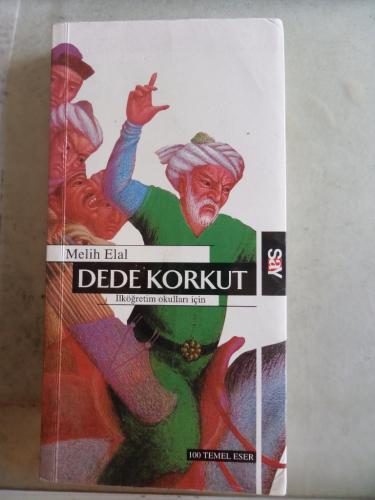 Melih Elal
DEDE KORKUT
İlköğretim okulları için
say
100 TEMEL ESER